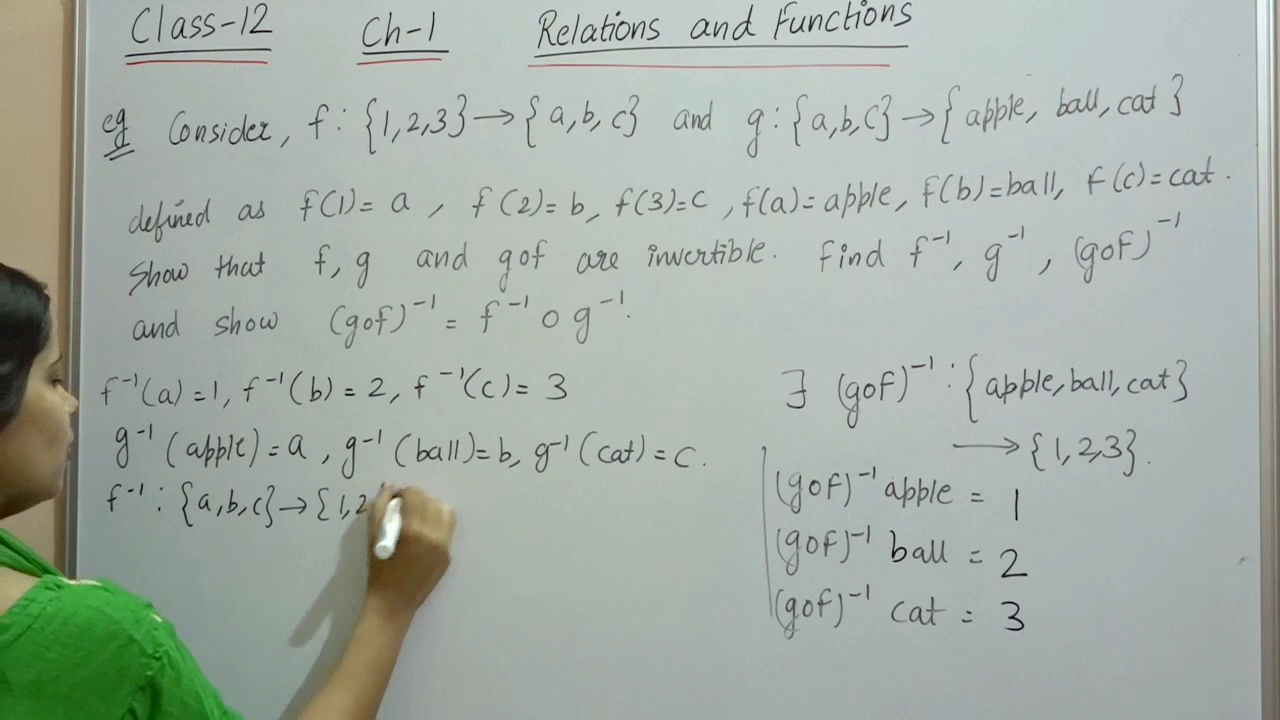 Class-12 Ch-1 Relations and Functions
eg Consider, f : {1,2,3} → {a, b, c} and g : {a,b,c} → {apple, ball, cat}
defined as f(1) = a , f(2) = b, f(3) = c , f(a) = apple, f(b) = ball, f(c) = cat .
Show that f, g and gof are invertible. Find f⁻¹, g⁻¹, (gof)⁻¹
and show (gof)⁻¹ = f⁻¹ o g⁻¹.
f⁻¹(a) = 1, f⁻¹(b) = 2, f⁻¹(c) = 3
g⁻¹ (apple) = a , g⁻¹ (ball) = b, g⁻¹ (cat) = c .
f⁻¹ : {a,b,c} → {1,2
∃ (gof)⁻¹ : {apple, ball, cat}
→ {1,2,3}.
(gof)⁻¹ apple = 1
(gof)⁻¹ ball = 2
(gof)⁻¹ cat = 3